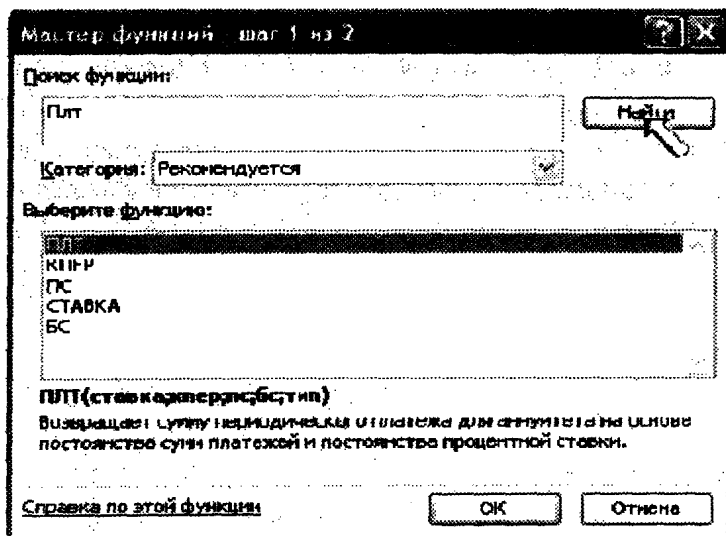 Мастер функций - шаг 1 из 2
Поиск функции:
Плт
Найти
Категория: Рекомендуется
Выберите функцию:
ПЛТ
КПЕР
ПС
СТАВКА
БС
ПЛТ(ставка;кпер;пс;бс;тип)
Возвращает сумму периодического платежа для аннуитета на основе
постоянства сумм платежей и постоянства процентной ставки.
Справка по этой функции
ОК
Отмена